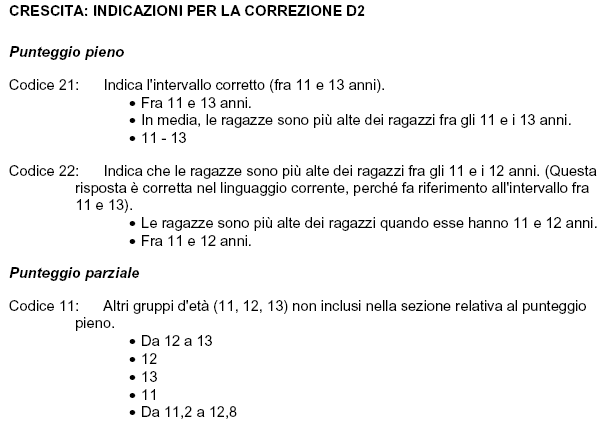 CRESCITA: INDICAZIONI PER LA CORREZIONE D2
Punteggio pieno
Codice 21: Indica l'intervallo corretto (fra 11 e 13 anni).
• Fra 11 e 13 anni.
• In media, le ragazze sono più alte dei ragazzi fra gli 11 e i 13 anni.
• 11 - 13
Codice 22: Indica che le ragazze sono più alte dei ragazzi fra gli 11 e i 12 anni. (Questa
risposta è corretta nel linguaggio corrente, perché fa riferimento all'intervallo fra
11 e 13).
• Le ragazze sono più alte dei ragazzi quando esse hanno 11 e 12 anni.
• Fra 11 e 12 anni.
Punteggio parziale
Codice 11: Altri gruppi d'età (11, 12, 13) non inclusi nella sezione relativa al punteggio
pieno.
• Da 12 a 13
• 12
• 13
• 11
• Da 11,2 a 12,8